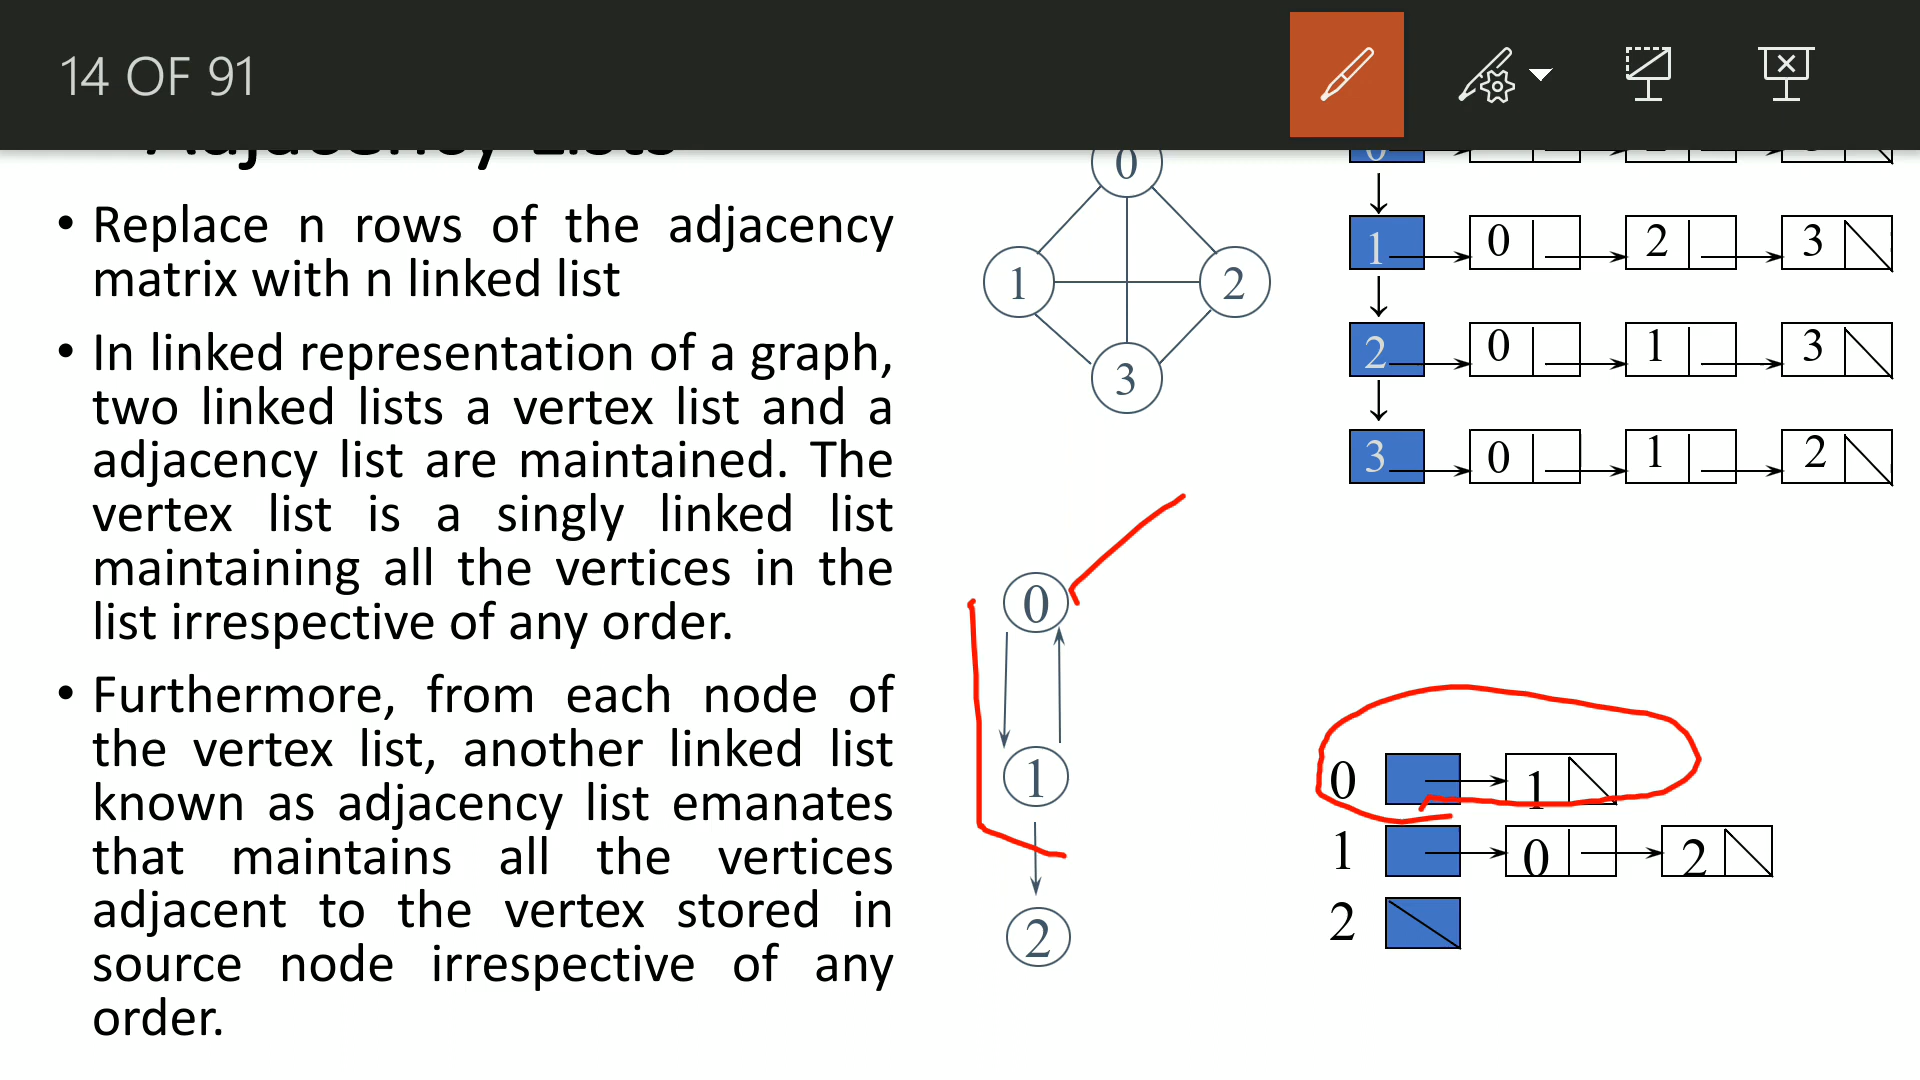 14 OF 91
Adjacency Lists
Replace n rows of the adjacency
matrix with n linked list
In linked representation of a graph,
two linked lists a vertex list and a
adjacency list are maintained. The
vertex list is a singly linked list
maintaining all the vertices in the
list irrespective of any order.
Furthermore, from each node of
the vertex list, another linked list
known as adjacency list emanates
that maintains all the vertices
adjacent to the vertex stored in
source node irrespective of any
order.
0
1 2
3
0
1 0 2 3
2 0 1 3
3 0 1 2
0
1
2
0 1
1 0 2
2